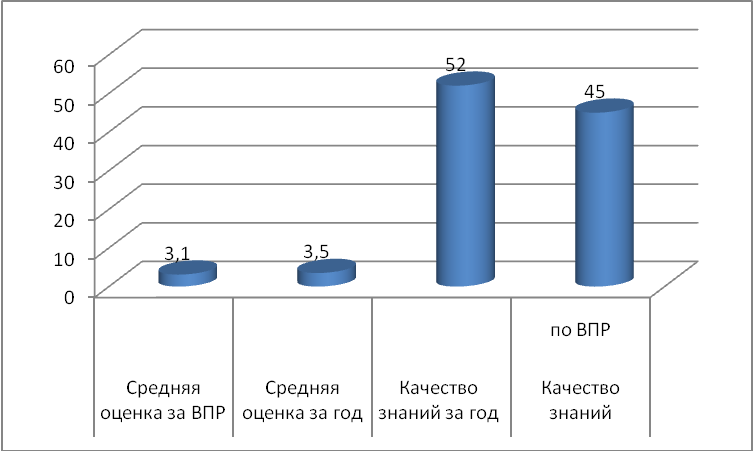 60
50
40
30
20
10
0
3,1
3,5
52
45
по ВПР
Средняя
оценка за ВПР
Средняя
оценка за год
Качество
знаний за год
Качество
знаний